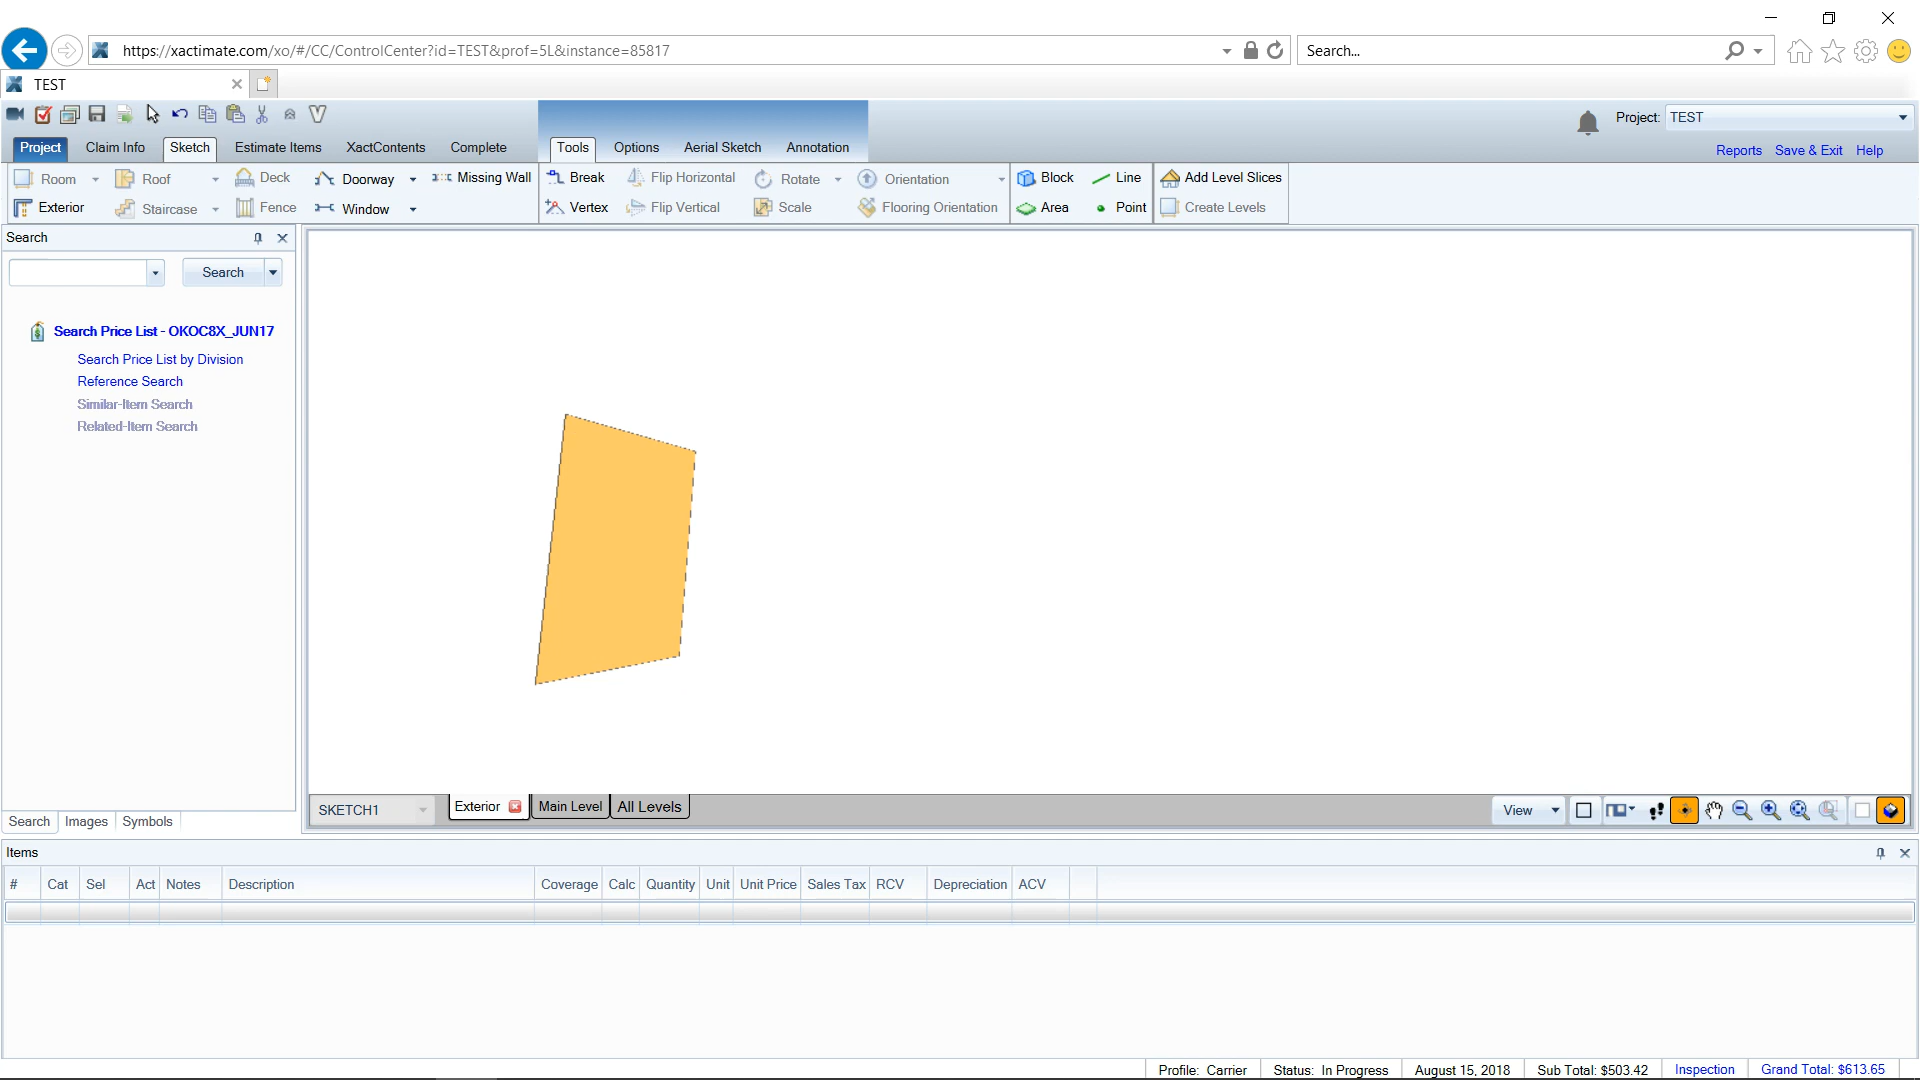 https://xactimate.com/xo/#/CC/ControlCenter?id=TEST&prof=5L&instance=85817
Search...
TEST
Project: TEST
Project Claim Info Sketch Estimate Items XactContents Complete Tools Options Aerial Sketch Annotation
Reports Save & Exit Help
Room Roof Deck Doorway Missing Wall Break Flip Horizontal Rotate Orientation Block Line Add Level Slices
Exterior Staircase Fence Window Vertex Flip Vertical Scale Flooring Orientation Area Point Create Levels
Search
Search
Search Price List - OKOC8X_JUN17
Search Price List by Division
Reference Search
Similar-Item Search
Related-Item Search
SKETCH1 Exterior Main Level All Levels View
Search Images Symbols
Items
# Cat Sel Act Notes Description Coverage Calc Quantity Unit Unit Price Sales Tax RCV Depreciation ACV
Profile: Carrier Status: In Progress August 15, 2018 Sub Total: $503.42 Inspection Grand Total: $613.65